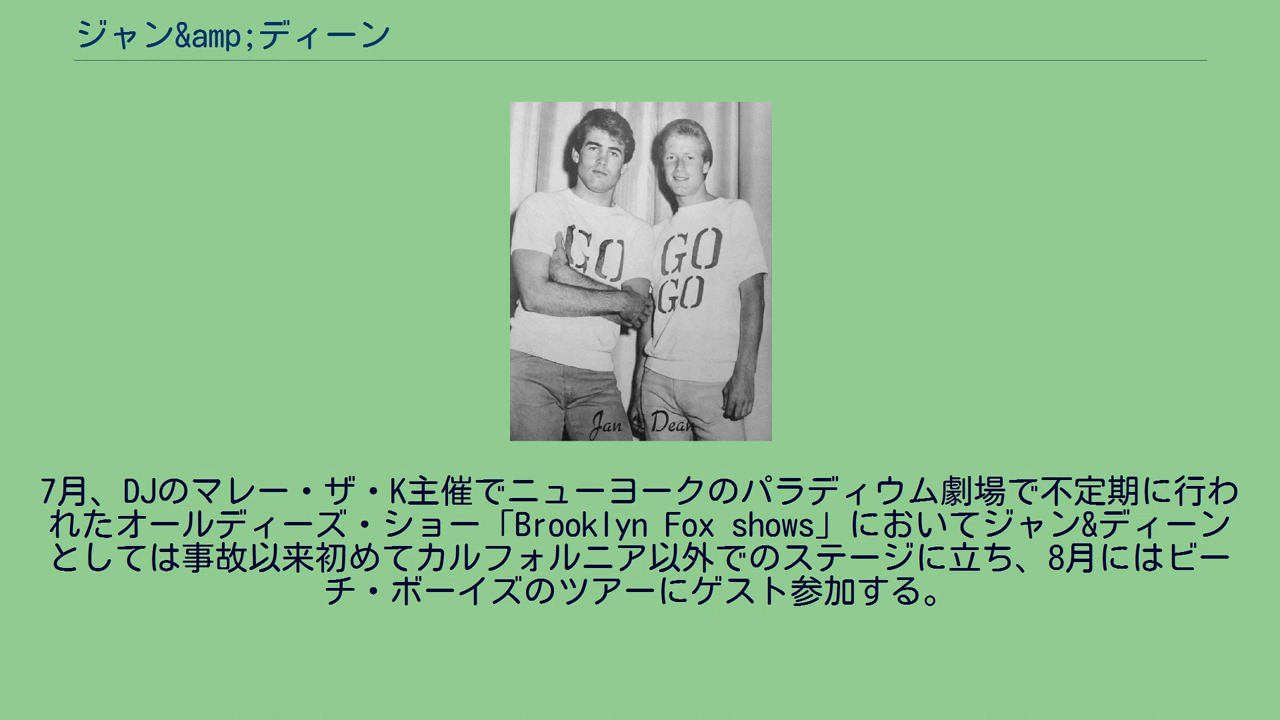 ジャン&amp;ディーン
GO
GO
GO
Jan & Dean
7月、DJのマレー・ザ・K主催でニューヨークのパラディウム劇場で不定期に行わ
れたオールディーズ・ショー「Brooklyn Fox shows」においてジャン&ディーン
としては事故以来初めてカルフォルニア以外でのステージに立ち、8月にはビー
チ・ボーイズのツアーにゲスト参加する。